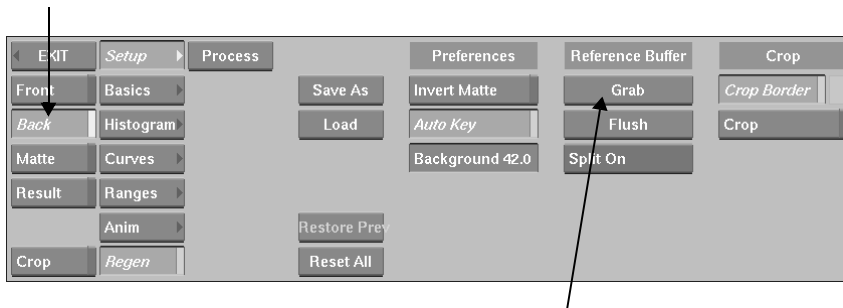 EXIT Setup Process Preferences Reference Buffer Crop
Front Basics Save As Invert Matte Grab Crop Border
Back Histogram Load Auto Key Flush Crop
Matte Curves Background 42.0 Split On
Result Ranges
Anim Restore Prev
Crop Regen Reset All